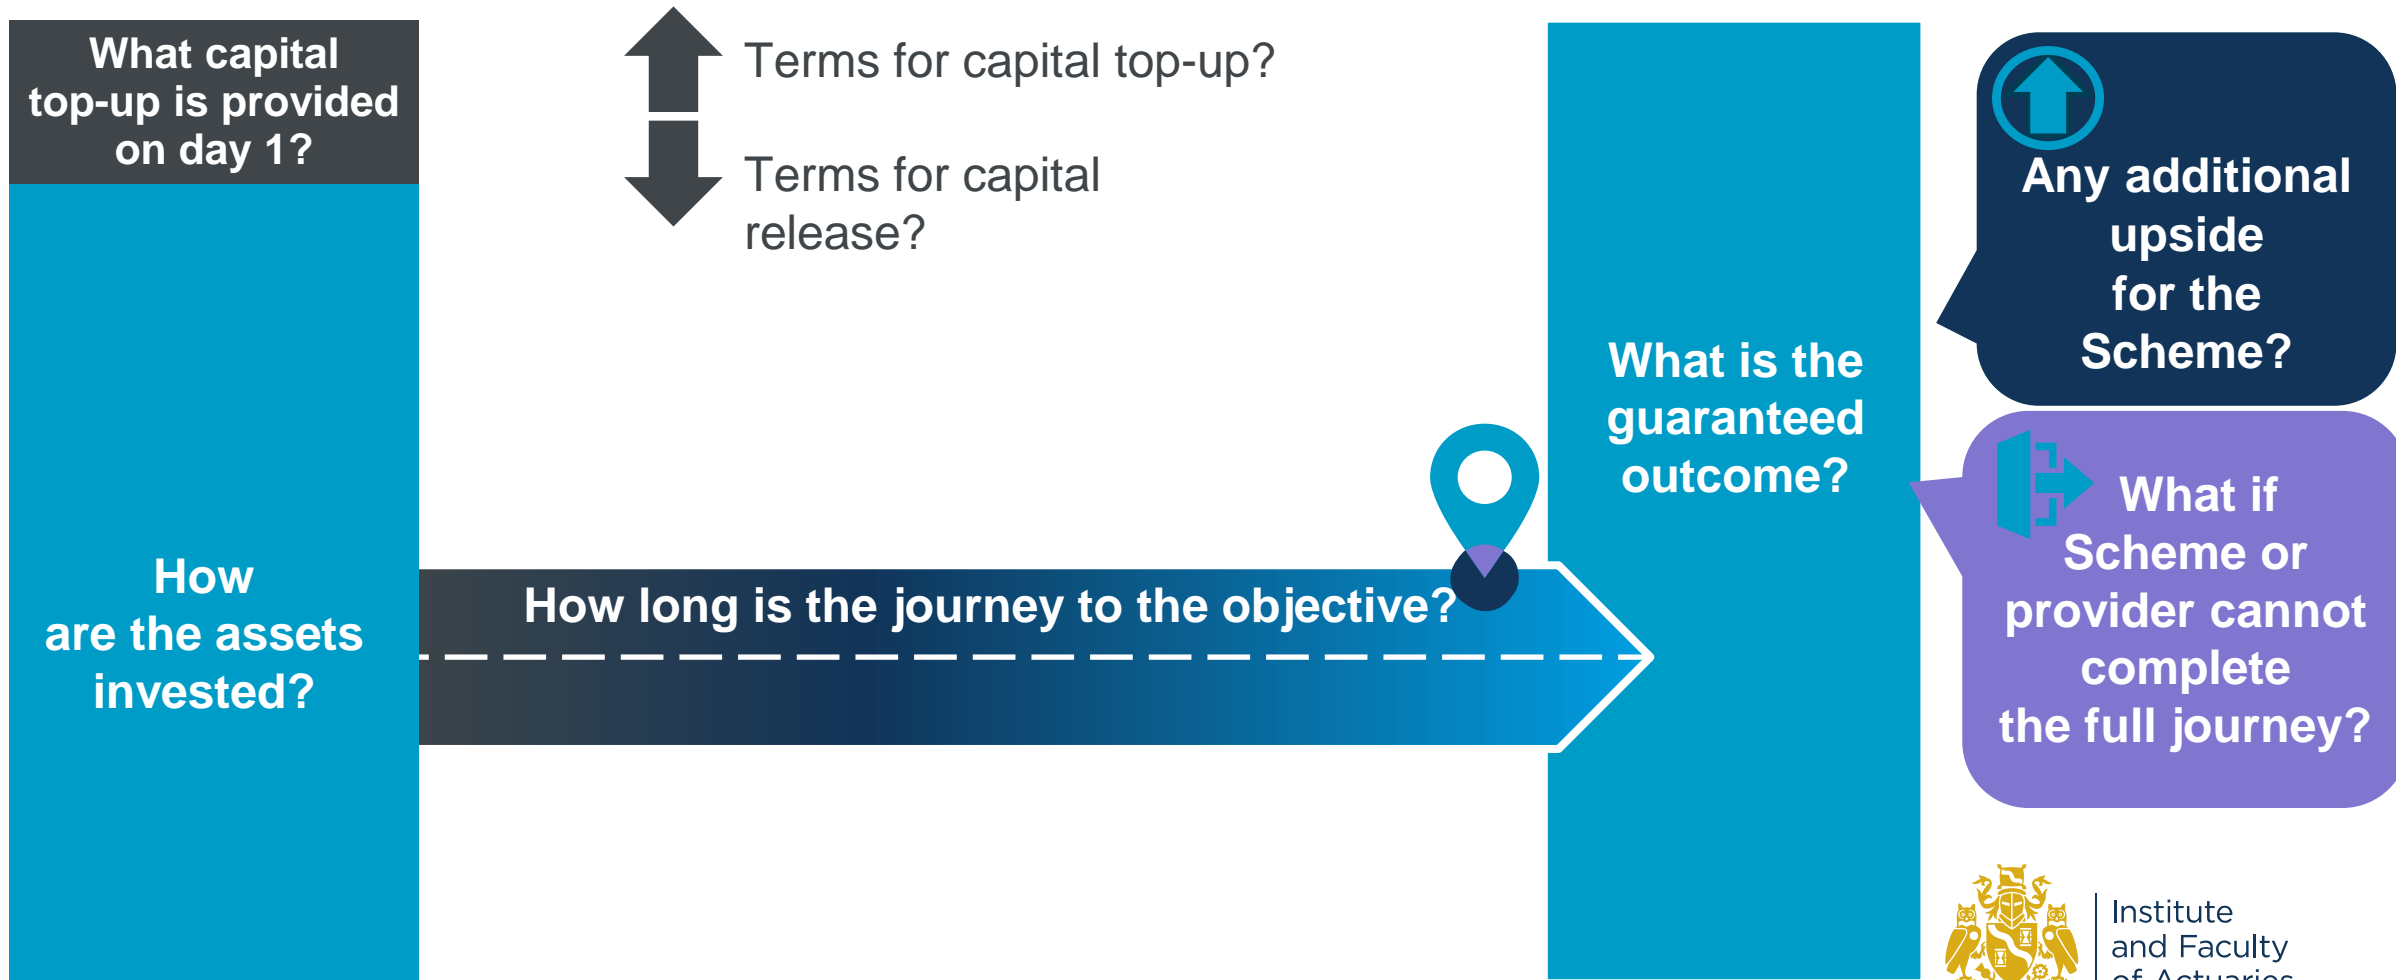 What capital
top-up is provided
on day 1?
How
are the assets
invested?
Terms for capital top-up?
Terms for capital
release?
How long is the journey to the objective?
What is the
guaranteed
outcome?
Any additional
upside
for the
Scheme?
What if
Scheme or
provider cannot
complete
the full journey?
Institute
and Faculty
of Actuaries